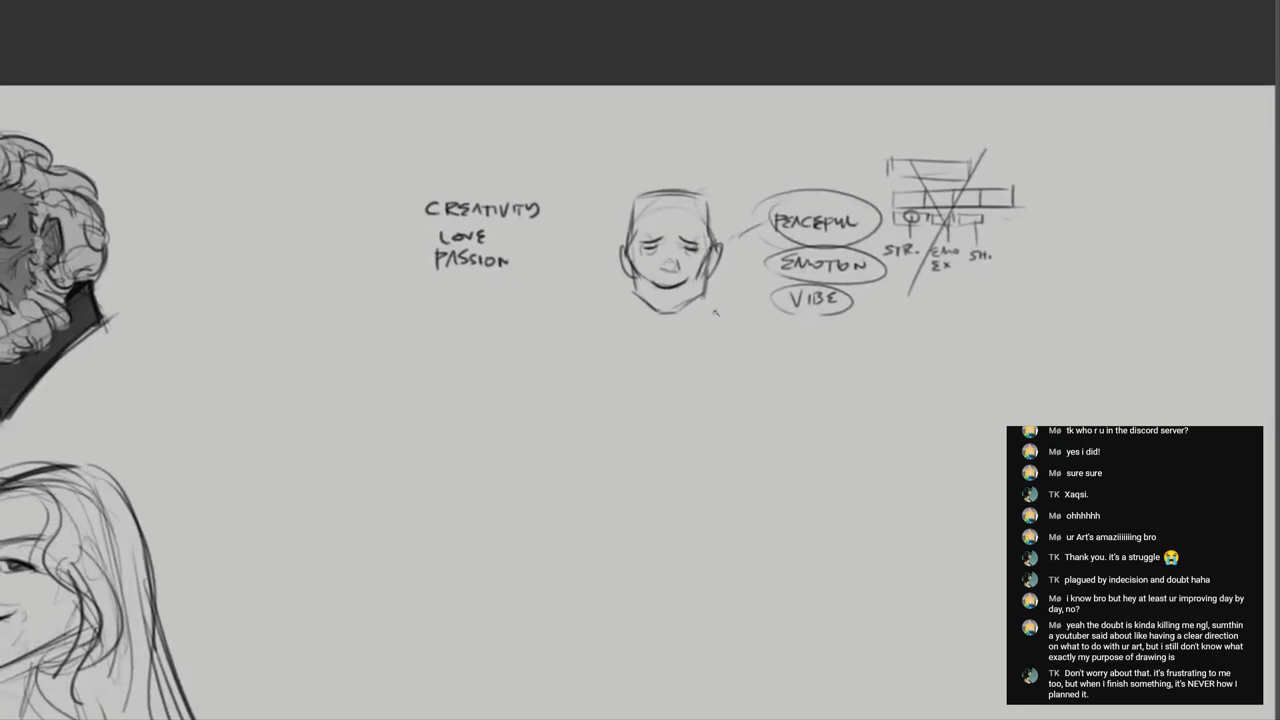 CREATIVITY
LOVE
PASSION
PEACEFUL
EMOTION
VIBE
STR.
EMO
EX
SH.
Mø tk who r u in the discord server?
Mø yes i did!
Mø sure sure
TK Xaqsi.
Mø ohhhhhh
Mø ur Art's amaziiiiiiing bro
TK Thank you. it's a struggle 😭
TK plagued by indecision and doubt haha
Mø i know bro but hey at least ur improving day by
day, no?
Mø yeah the doubt is kinda killing me ngl, sumthin
a youtuber said about like having a clear direction
on what to do with ur art, but i still don't know what
exactly my purpose of drawing is
TK Don't worry about that. it's frustrating to me
too, but when I finish something, it's NEVER how I
planned it.